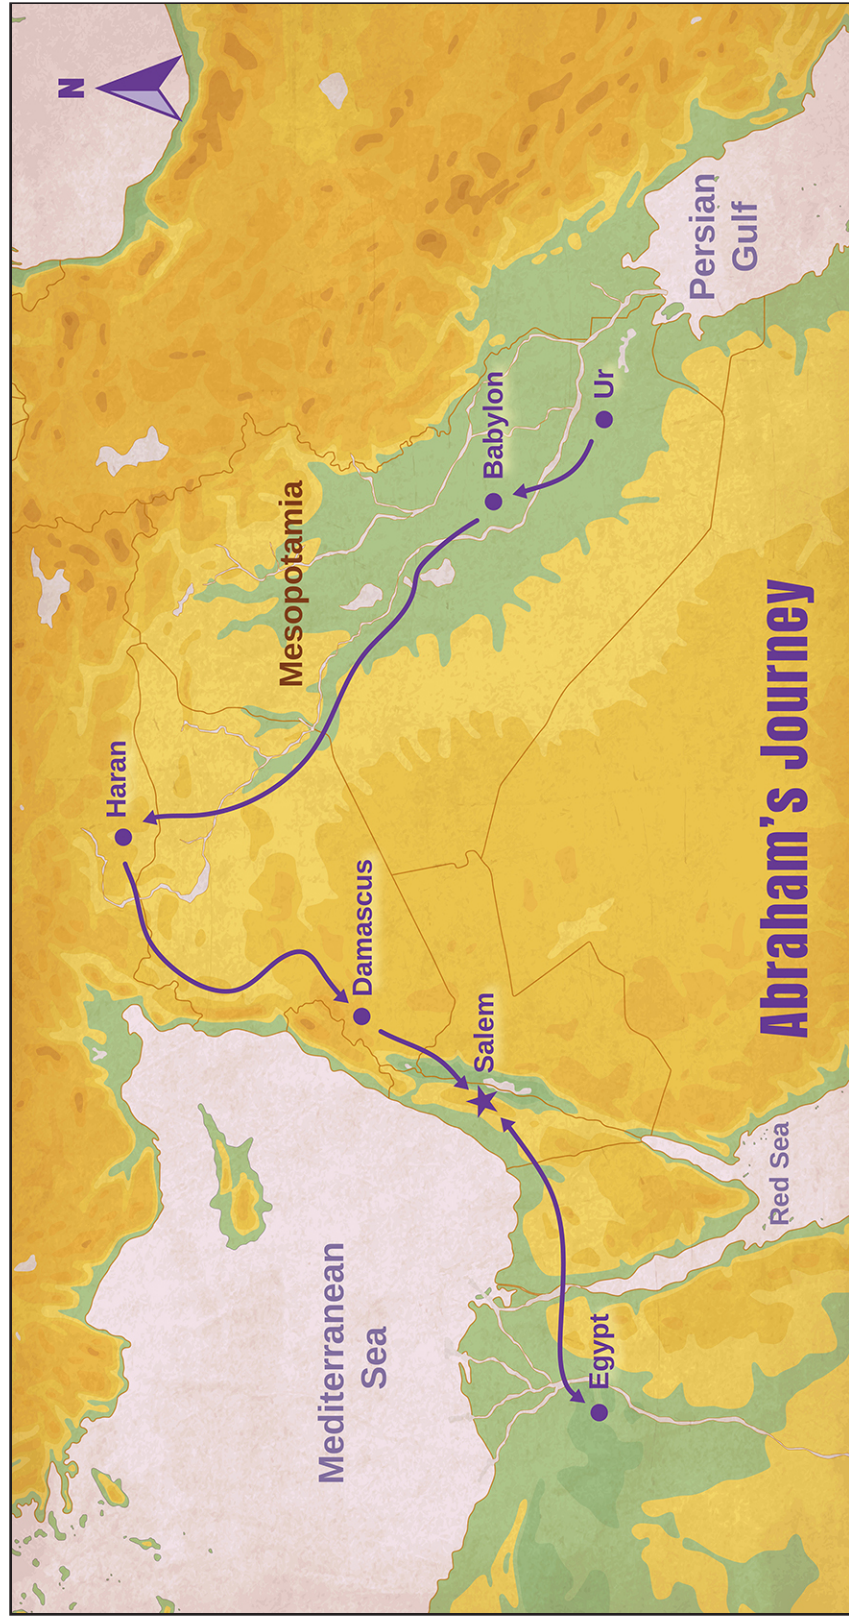 N
Mediterranean
Sea
Haran
Mesopotamia
Damascus
Babylon
Salem
Ur
Egypt
Persian
Gulf
Red Sea
Abraham’s Journey